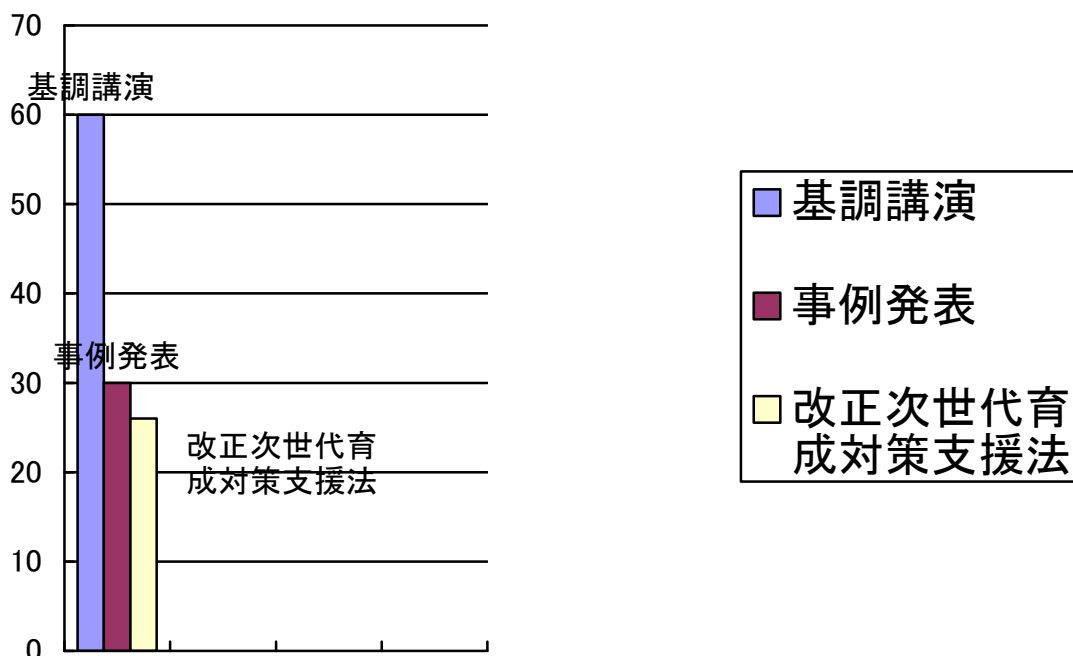 70
基調講演
60
50
40
事例発表
30
改正次世代育
20
成対策支援法
10
0
基調講演
事例発表
改正次世代育
成対策支援法